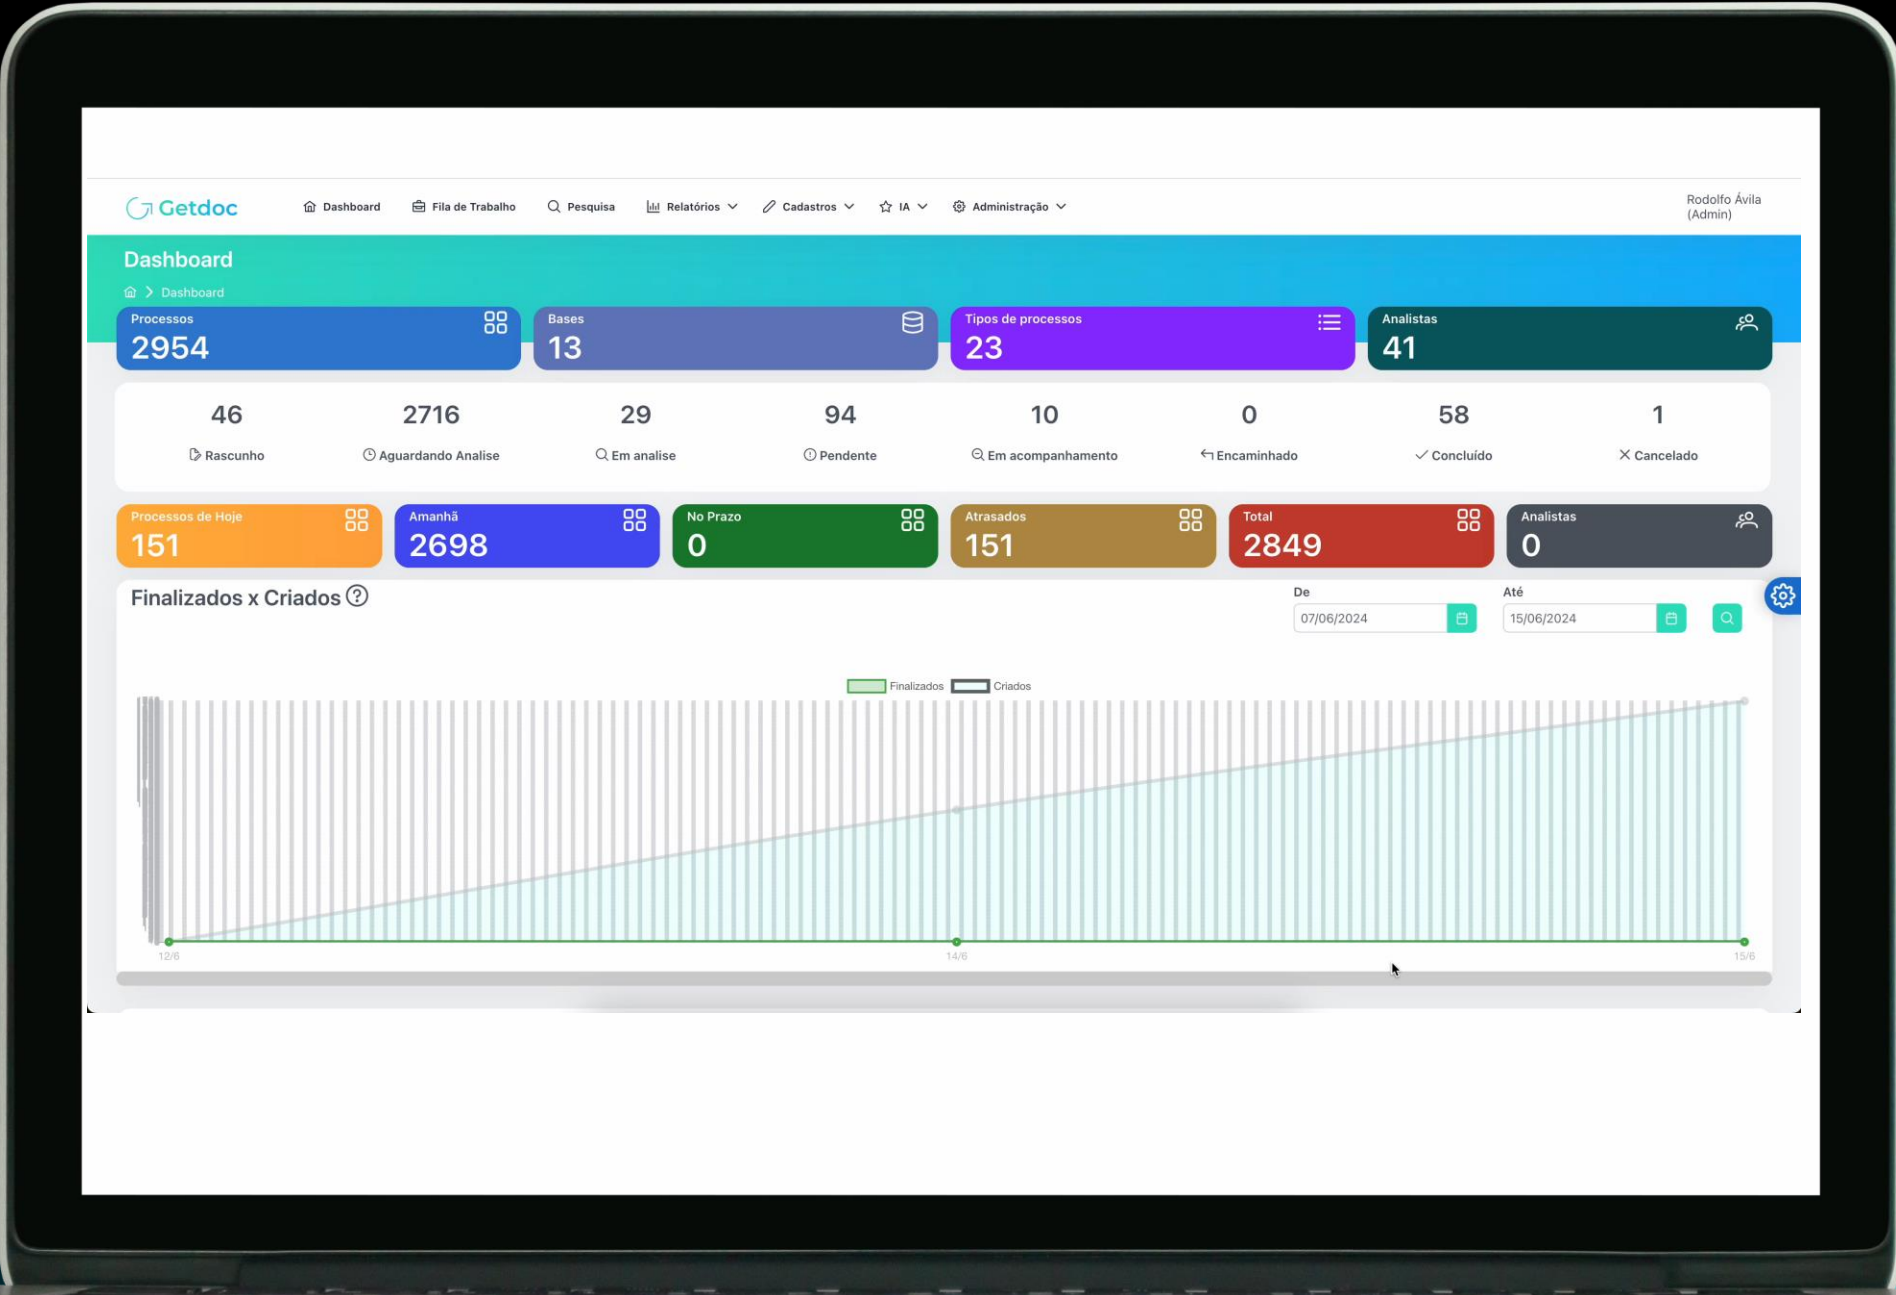 Getdoc
Dashboard
Fila de Trabalho
Pesquisa
Relatórios
Cadastros
IA
Administração
Rodolfo Ávila
(Admin)
Dashboard
Dashboard
Processos
2954
Bases
13
Tipos de processos
23
Analistas
41
46
Rascunho
2716
Aguardando Analise
29
Em analise
94
Pendente
10
Em acompanhamento
0
Encaminhado
58
Concluído
1
Cancelado
Processos de Hoje
151
Amanhã
2698
No Prazo
0
Atrasados
151
Total
2849
Analistas
0
Finalizados x Criados
De
07/06/2024
Até
15/06/2024
Finalizados
Criados
12/6
14/6
15/6